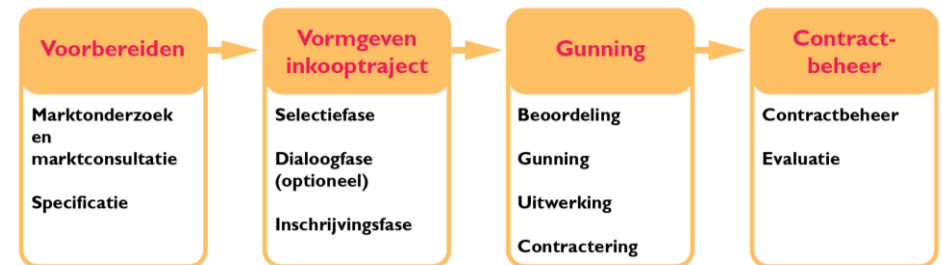 Voorbereiden
Marktonderzoek
en
marktconsultatie
Specificatie
Vormgeven
inkooptraject
Selectiefase
Dialoogfase
(optioneel)
Inschrijvingsfase
Gunning
Beoordeling
Gunning
Uitwerking
Contractering
Contract-
beheer
Contractbeheer
Evaluatie